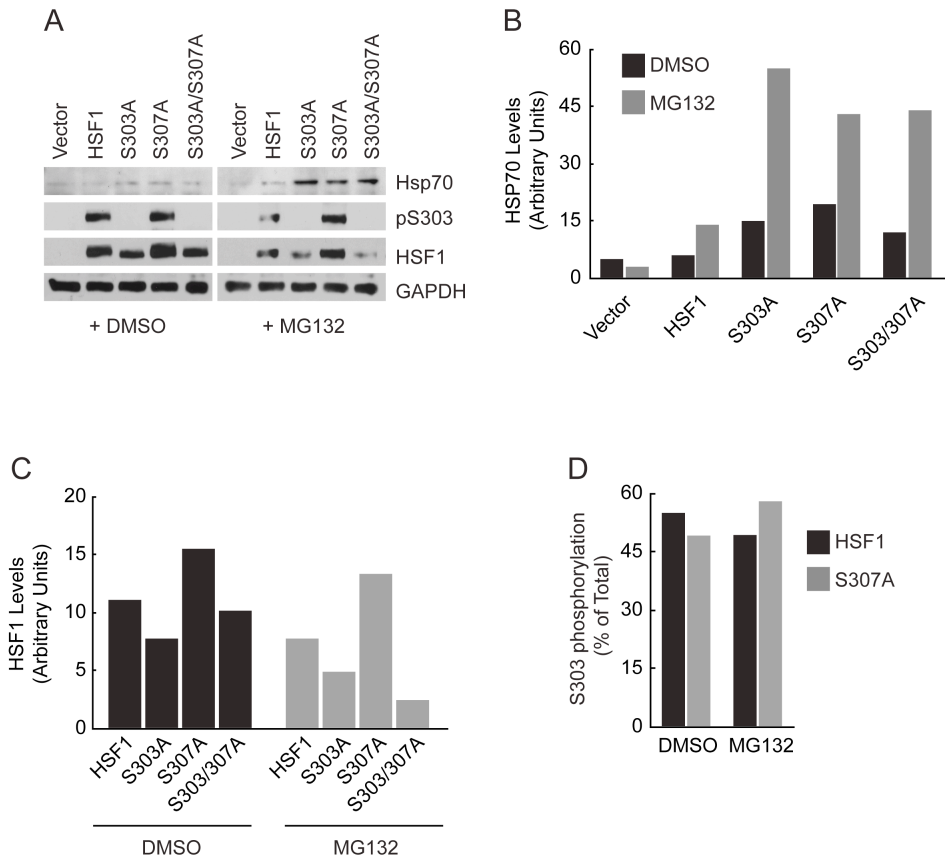 A
Vector
HSF1
S303A
S307A
S303A/S307A
Vector
HSF1
S303A
S307A
S303A/S307A
Hsp70
pS303
HSF1
GAPDH
+ DMSO
+ MG132
B
HSP70 Levels
(Arbitrary Units)
60
45
30
15
0
DMSO
MG132
Vector
HSF1
S303A
S307A
S303/307A
C
HSF1 Levels
(Arbitrary Units)
20
15
10
5
0
HSF1
S303A
S307A
S303/307A
HSF1
S303A
S307A
S303/307A
DMSO
MG132
D
S303 phosphorylation
(% of Total)
60
45
30
15
0
HSF1
S307A
DMSO
MG132